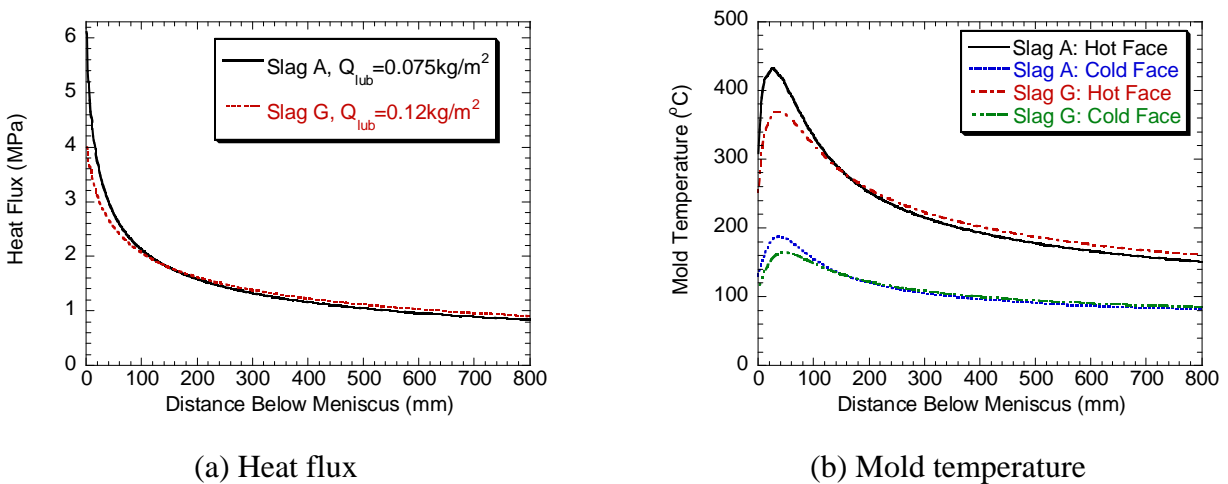 6
5
4
3
2
1
0
Heat Flux (MPa)
Slag A, Q_lub=0.075kg/m^2
Slag G, Q_lub=0.12kg/m^2
0 100 200 300 400 500 600 700 800
Distance Below Meniscus (mm)
(a) Heat flux
500
400
300
200
100
0
Mold Temperature (°C)
Slag A: Hot Face
Slag A: Cold Face
Slag G: Hot Face
Slag G: Cold Face
0 100 200 300 400 500 600 700 800
Distance Below Meniscus (mm)
(b) Mold temperature